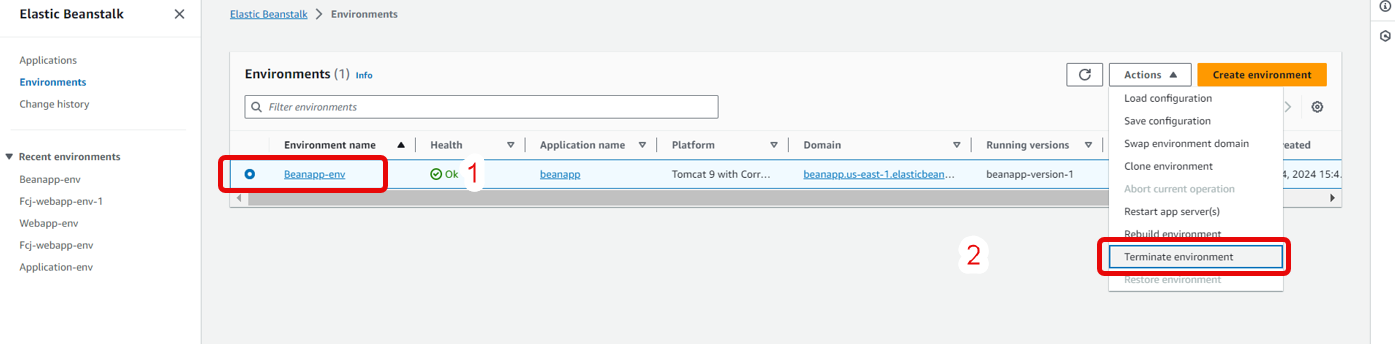 Elastic Beanstalk
Applications
Environments
Change history
Recent environments
Beanapp-env
Fcj-webapp-env-1
Webapp-env
Fcj-webapp-env
Application-env
Elastic Beanstalk > Environments
Environments (1) Info
Actions
Create environment
Filter environments
Load configuration
Save configuration
Swap environment domain
Clone environment
Abort current operation
Restart app server(s)
Rebuild environment
Terminate environment
Restore environment
Environment name Health Application name Platform Domain Running versions
Beanapp-env Ok beanapp Tomcat 9 with Corr... beanapp.us-east-1.elasticbean... beanapp-version-1 4, 2024 15:4...
1
2